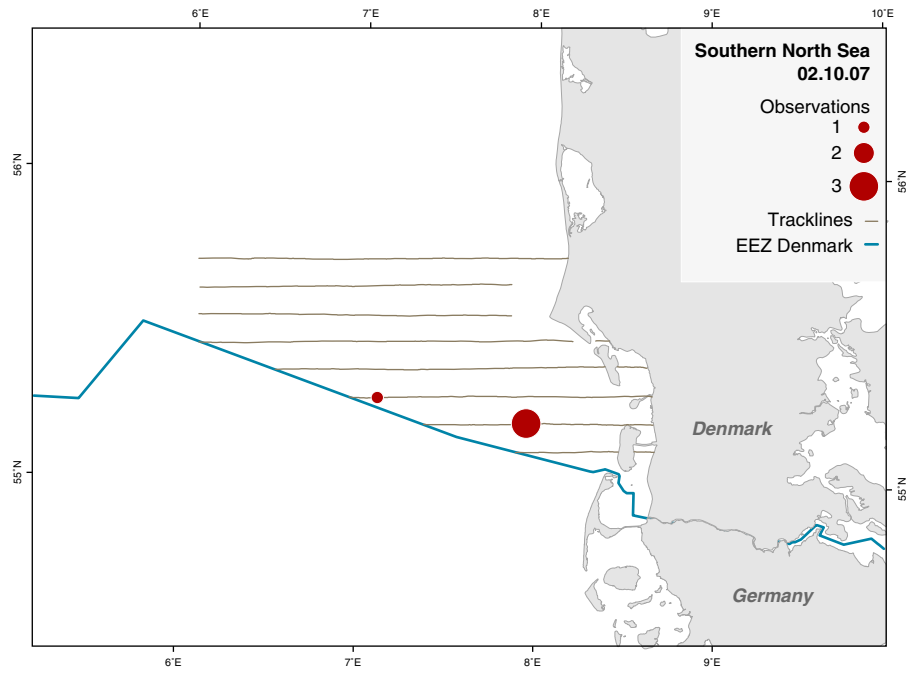 6°E 7°E 8°E 9°E 10°E
Southern North Sea
02.10.07
Observations
1
2
3
Tracklines
EEZ Denmark
56°N
56°N
Denmark
55°N
55°N
Germany
6°E 7°E 8°E 9°E